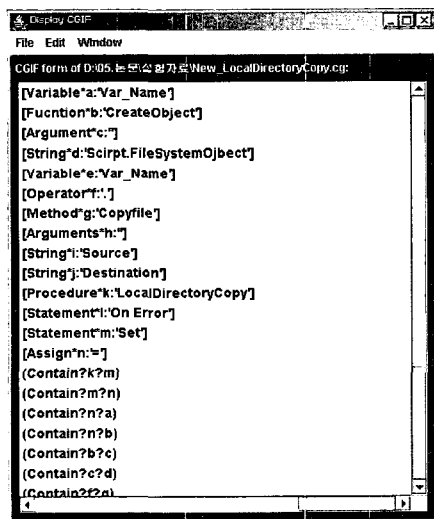 Display CGIF
File Edit Window
CGIF form of D:\05.논문\실험자료\New_LocalDirectoryCopy.cg:
[Variable*a:'Var_Name']
[Fucntion*b:'CreateObject']
[Argument*c:'']
[String*d:'Scirpt.FileSystemOjbect']
[Variable*e:'Var_Name']
[Operator*f:'.']
[Method*g:'Copyfile']
[Arguments*h:'']
[String*i:'Source']
[String*j:'Destination']
[Procedure*k:'LocalDirectoryCopy']
[Statement*l:'On Error']
[Statement*m:'Set']
[Assign*n:'=']
(Contain?k?m)
(Contain?m?n)
(Contain?n?a)
(Contain?n?b)
(Contain?b?c)
(Contain?c?d)
(Contain?f?g)